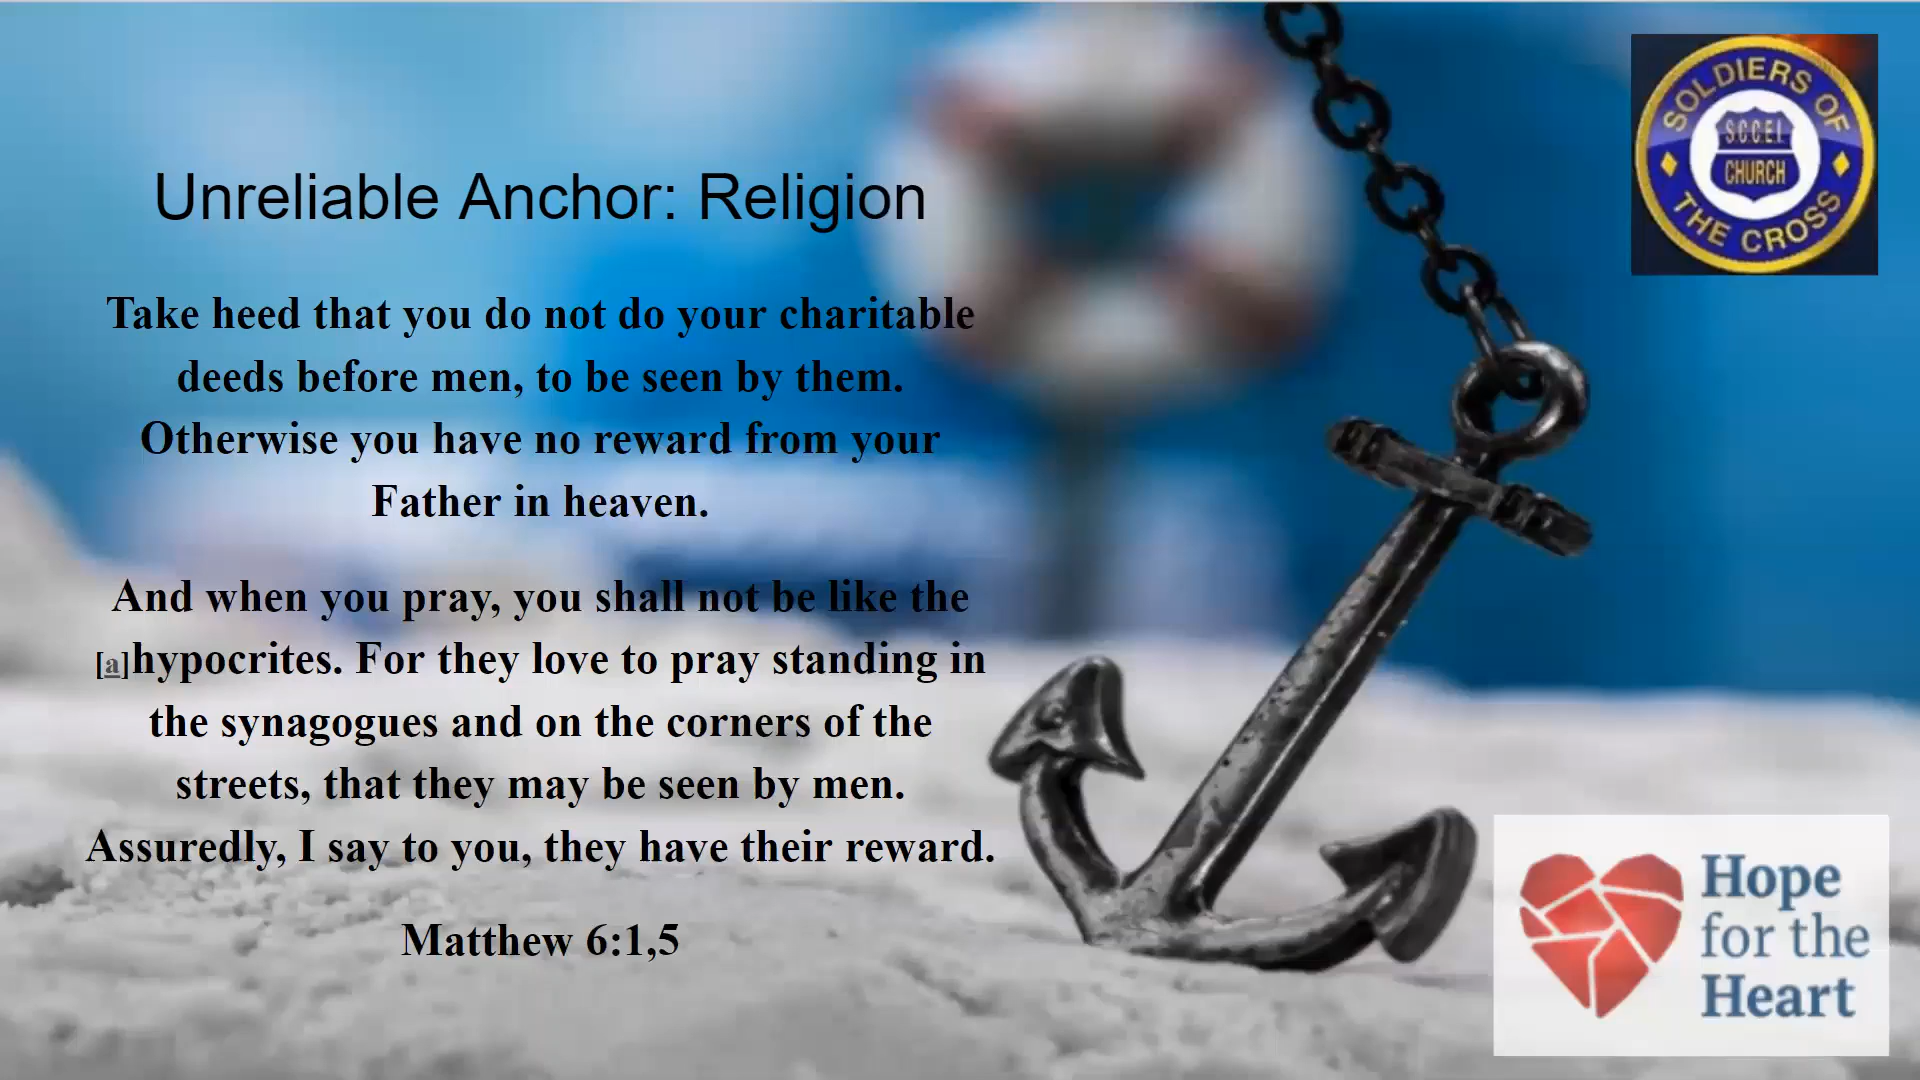 Unreliable Anchor: Religion
Take heed that you do not do your charitable
deeds before men, to be seen by them.
Otherwise you have no reward from your
Father in heaven.
And when you pray, you shall not be like the
[a]hypocrites. For they love to pray standing in
the synagogues and on the corners of the
streets, that they may be seen by men.
Assuredly, I say to you, they have their reward.
Matthew 6:1,5
SOLDIERS OF
S.C.C.E.I.
CHURCH
THE CROSS
Hope
for the
Heart